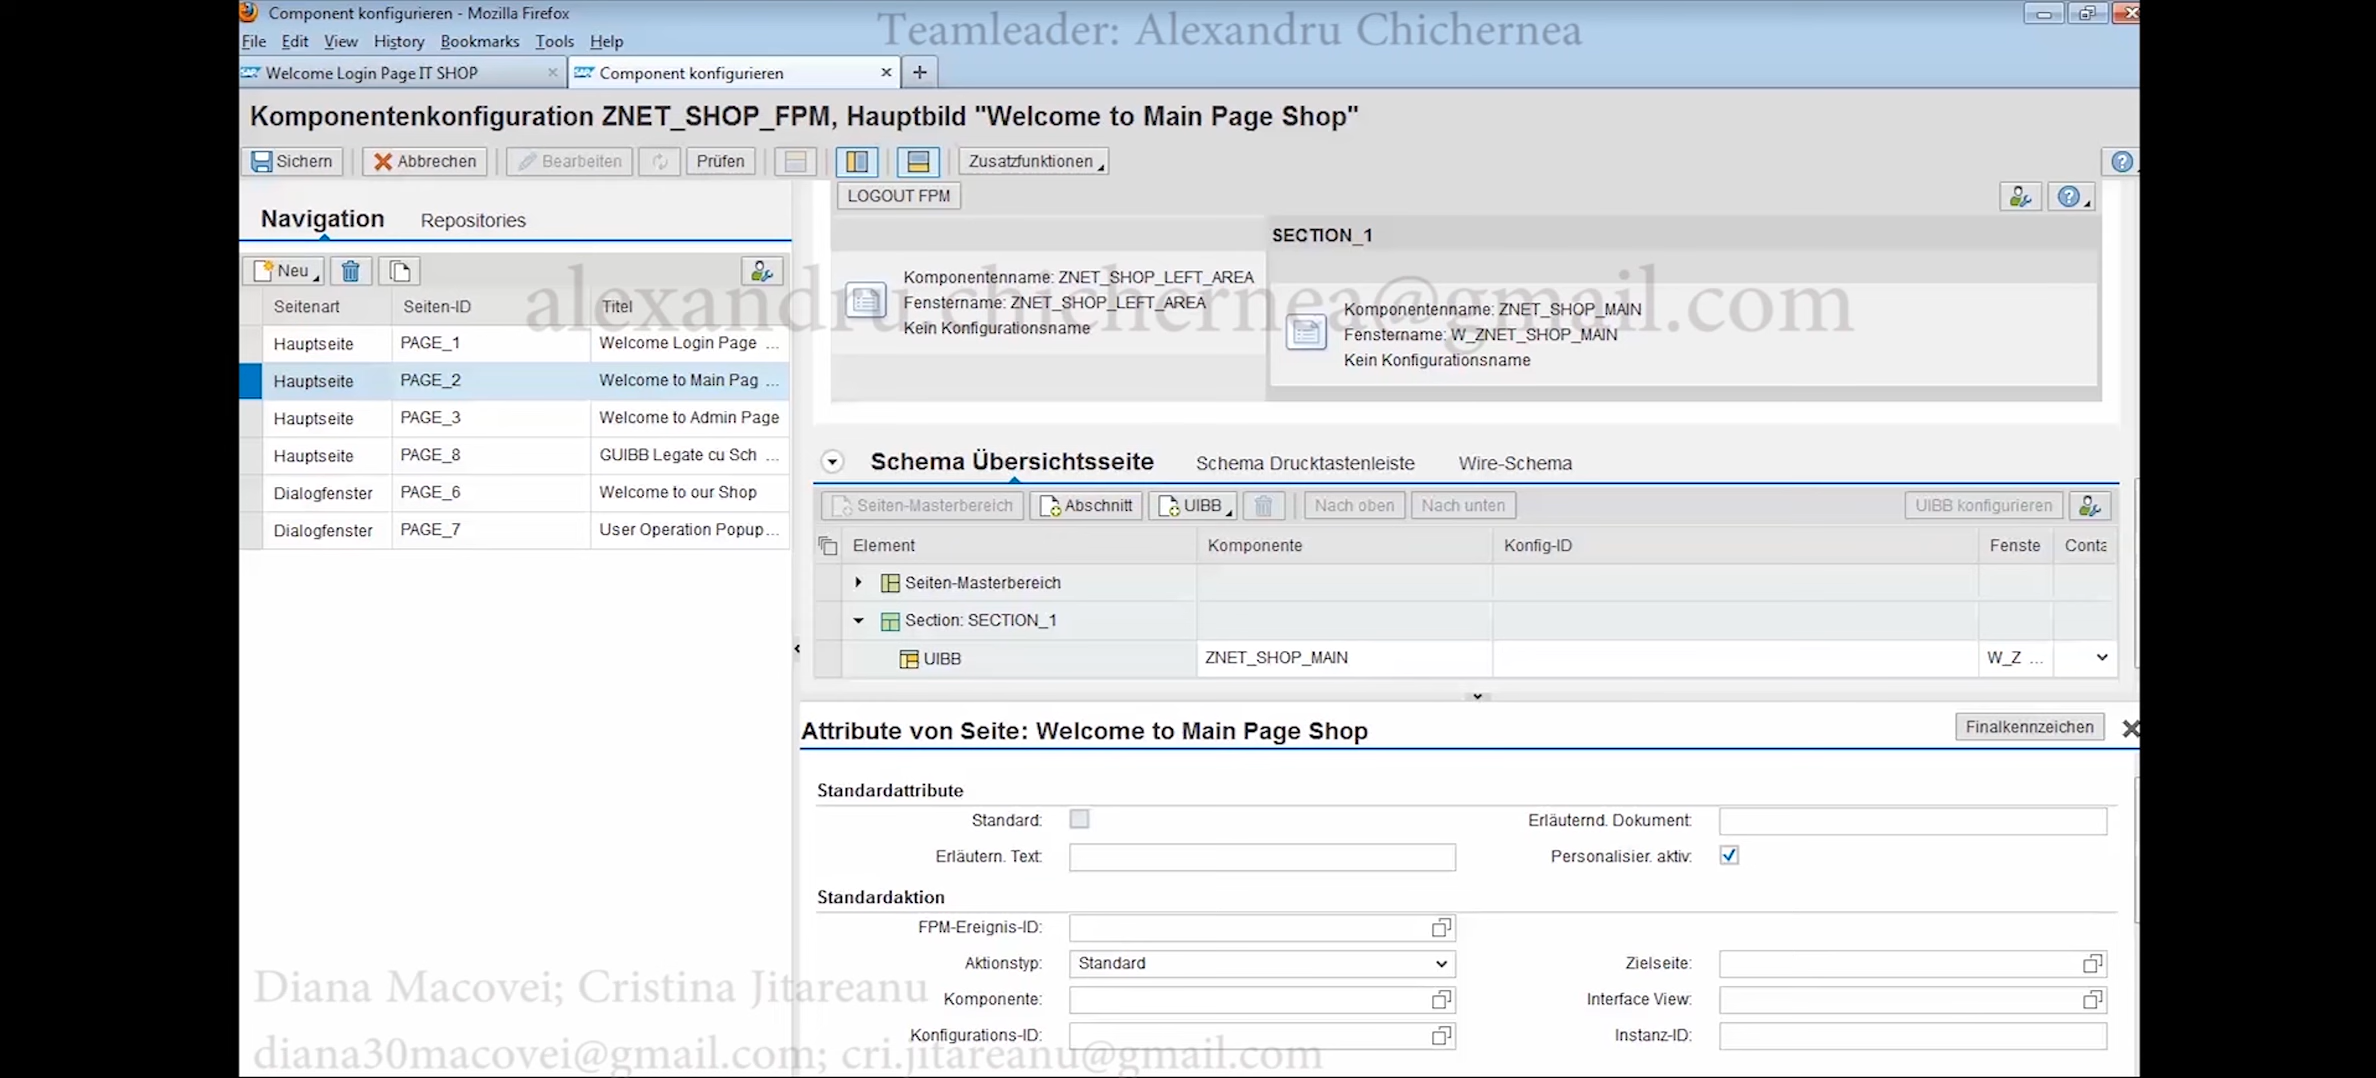 Component konfigurieren - Mozilla Firefox
Teamleader: Alexandru Chichernea
File Edit View History Bookmarks Tools Help
Welcome Login Page IT SHOP
Component konfigurieren
Komponentenkonfiguration ZNET_SHOP_FPM, Hauptbild "Welcome to Main Page Shop"
Sichern Abbrechen Bearbeiten Prüfen Zusatzfunktionen
LOGOUT FPM
Navigation Repositories
SECTION_1
Neu
alexandru.chichernea@gmail.com
Komponentenname: ZNET_SHOP_LEFT_AREA
Fenstername: ZNET_SHOP_LEFT_AREA
Kein Konfigurationsname
Komponentenname: ZNET_SHOP_MAIN
Fenstername: W_ZNET_SHOP_MAIN
Kein Konfigurationsname
Seitenart Seiten-ID Titel
Hauptseite PAGE_1 Welcome Login Page ...
Hauptseite PAGE_2 Welcome to Main Pag ...
Hauptseite PAGE_3 Welcome to Admin Page
Hauptseite PAGE_8 GUIBB Legate cu Sch ...
Dialogfenster PAGE_6 Welcome to our Shop
Dialogfenster PAGE_7 User Operation Popup...
Schema Übersichtsseite Schema Drucktastenleiste Wire-Schema
Seiten-Masterbereich Abschnitt UIBB Nach oben Nach unten UIBB konfigurieren
Element Komponente Konfig-ID Fenste Conta
Seiten-Masterbereich
Section: SECTION_1
UIBB ZNET_SHOP_MAIN W_Z ...
Attribute von Seite: Welcome to Main Page Shop
Finalkennzeichen
Standardattribute
Standard: Erläuternd. Dokument:
Erläutern. Text: Personalisier. aktiv:
Standardaktion
FPM-Ereignis-ID:
Aktionstyp: Standard Zielseite:
Komponente: Interface View:
Konfigurations-ID: Instanz-ID:
Diana Macovei; Cristina Jitareanu
diana30macovei@gmail.com; cri.jitareanu@gmail.com